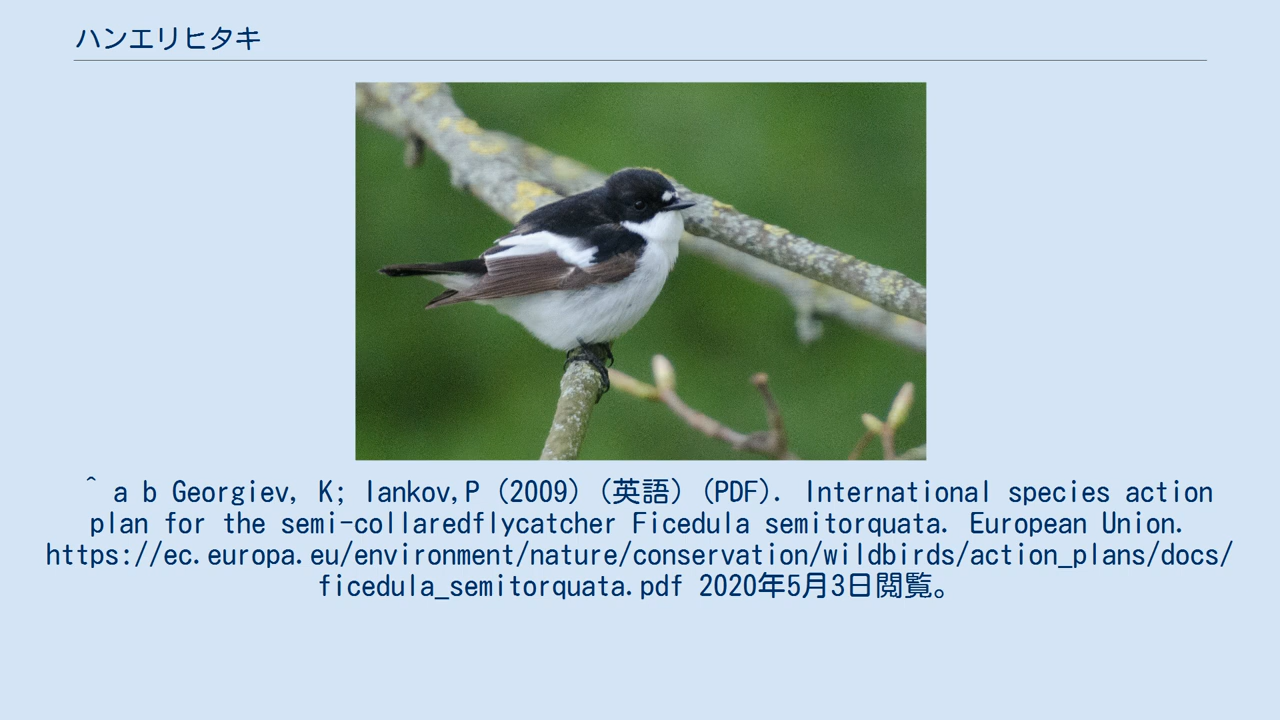 ハンエリヒタキ
^ a b Georgiev, K; Iankov,P (2009) (英語) (PDF). International species action
plan for the semi-collaredflycatcher Ficedula semitorquata. European Union.
https://ec.europa.eu/environment/nature/conservation/wildbirds/action_plans/docs/
ficedula_semitorquata.pdf 2020年5月3日閲覧。